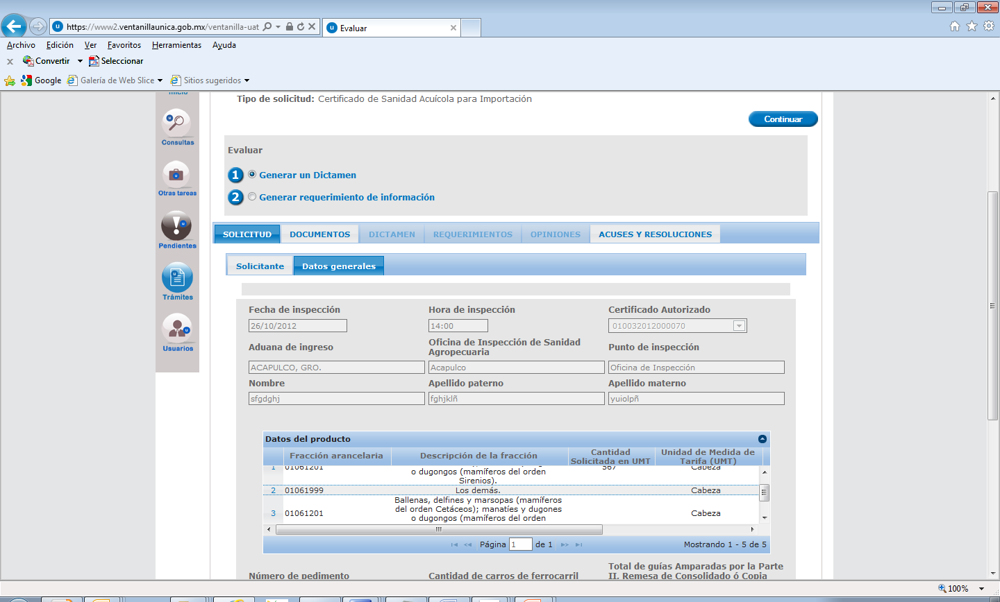 https://www2.ventanillaunica.gob.mx/ventanilla-uat
Evaluar
Archivo Edición Ver Favoritos Herramientas Ayuda
x Convertir Seleccionar
Google Galería de Web Slice Sitios sugeridos
Inicio
Tipo de solicitud: Certificado de Sanidad Acuícola para Importación
Continuar
Consultas
Otras tareas
Pendientes
Trámites
Usuarios
Evaluar
1 Generar un Dictamen
2 Generar requerimiento de información
SOLICITUD DOCUMENTOS DICTAMEN REQUERIMIENTOS OPINIONES ACUSES Y RESOLUCIONES
Solicitante Datos generales
Fecha de inspección Hora de inspección Certificado Autorizado
26/10/2012 14:00 010032012000070
Aduana de ingreso Oficina de Inspección de Sanidad Agropecuaria Punto de inspección
ACAPULCO, GRO. Acapulco Oficina de Inspección
Nombre Apellido paterno Apellido materno
sfgdghj fghjklñ yuiolpñ
Datos del producto
Fracción arancelaria Descripción de la fracción Cantidad Solicitada en UMT Unidad de Medida de Tarifa (UMT)
1 01061201 567 Cabeza
o dugongos (mamíferos del orden
Sirenios).
2 01061999 Los demás. Cabeza
Ballenas, delfines y marsopas (mamíferos
del orden Cetáceos); manatíes y dugones
3 01061201 Cabeza
o dugongos (mamíferos del orden
Página 1 de 1 Mostrando 1 - 5 de 5
Número de pedimento Cantidad de carros de ferrocarril Total de guías Amparadas por la Parte
II. Remesa de Consolidado ó Copia
100%